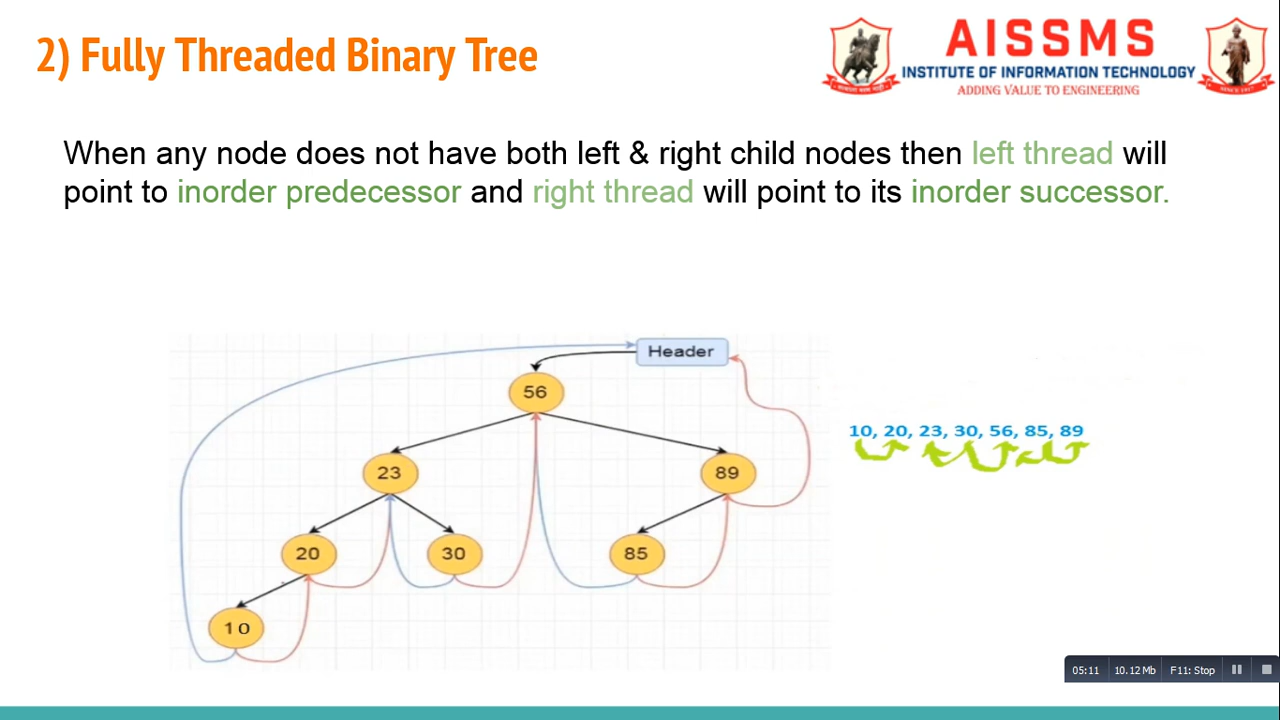 2) Fully Threaded Binary Tree
AISSMS
INSTITUTE OF INFORMATION TECHNOLOGY
ADDING VALUE TO ENGINEERING
When any node does not have both left & right child nodes then left thread will
point to inorder predecessor and right thread will point to its inorder successor.
Header
56
10, 20, 23, 30, 56, 85, 89
23
89
20
30
85
10
05:11
10.12 Mb
F11: Stop